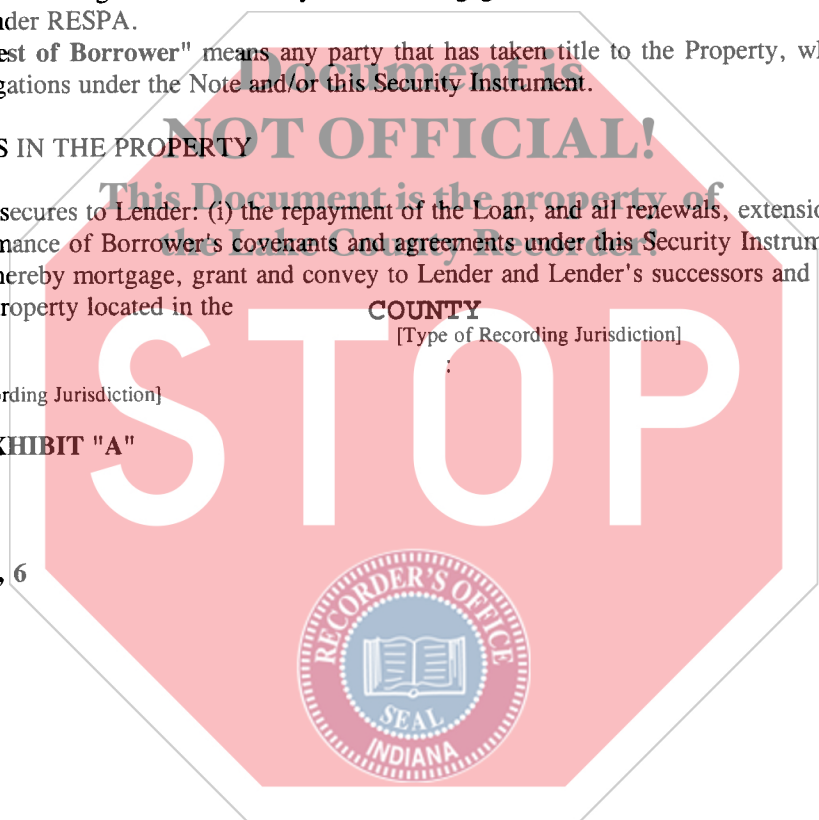 nder RESPA.
est of Borrower" means any party that has taken title to the Property, wh
gations under the Note and/or this Security Instrument.
Document is
NOT OFFICIAL!
This Document is the property of
the Lake County Recorder!
S IN THE PROPERTY
secures to Lender: (i) the repayment of the Loan, and all renewals, extensio
mance of Borrower's covenants and agreements under this Security Instrum
hereby mortgage, grant and convey to Lender and Lender's successors and
roperty located in the COUNTY
[Type of Recording Jurisdiction]
:
rding Jurisdiction]
XHIBIT "A"
STOP
, 6
RECORDER'S OFFICE
SEAL
INDIANA